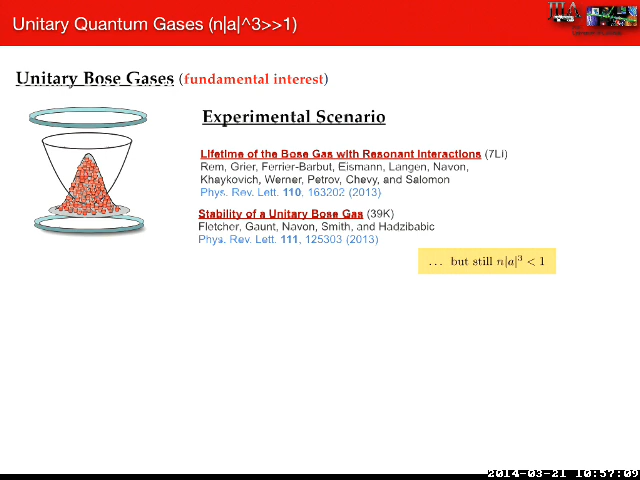 Unitary Quantum Gases (n|a|^3>>1)
JILA
Unitary Bose Gases (fundamental interest)
Experimental Scenario
Lifetime of the Bose Gas with Resonant Interactions (7Li)
Rem, Grier, Ferrier-Barbut, Eismann, Langen, Navon,
Khaykovich, Werner, Petrov, Chevy, and Salomon
Phys. Rev. Lett. 110, 163202 (2013)
Stability of a Unitary Bose Gas (39K)
Fletcher, Gaunt, Navon, Smith, and Hadzibabic
Phys. Rev. Lett. 111, 125303 (2013)
... but still n|a|³ < 1
2014-03-21 10:57:09